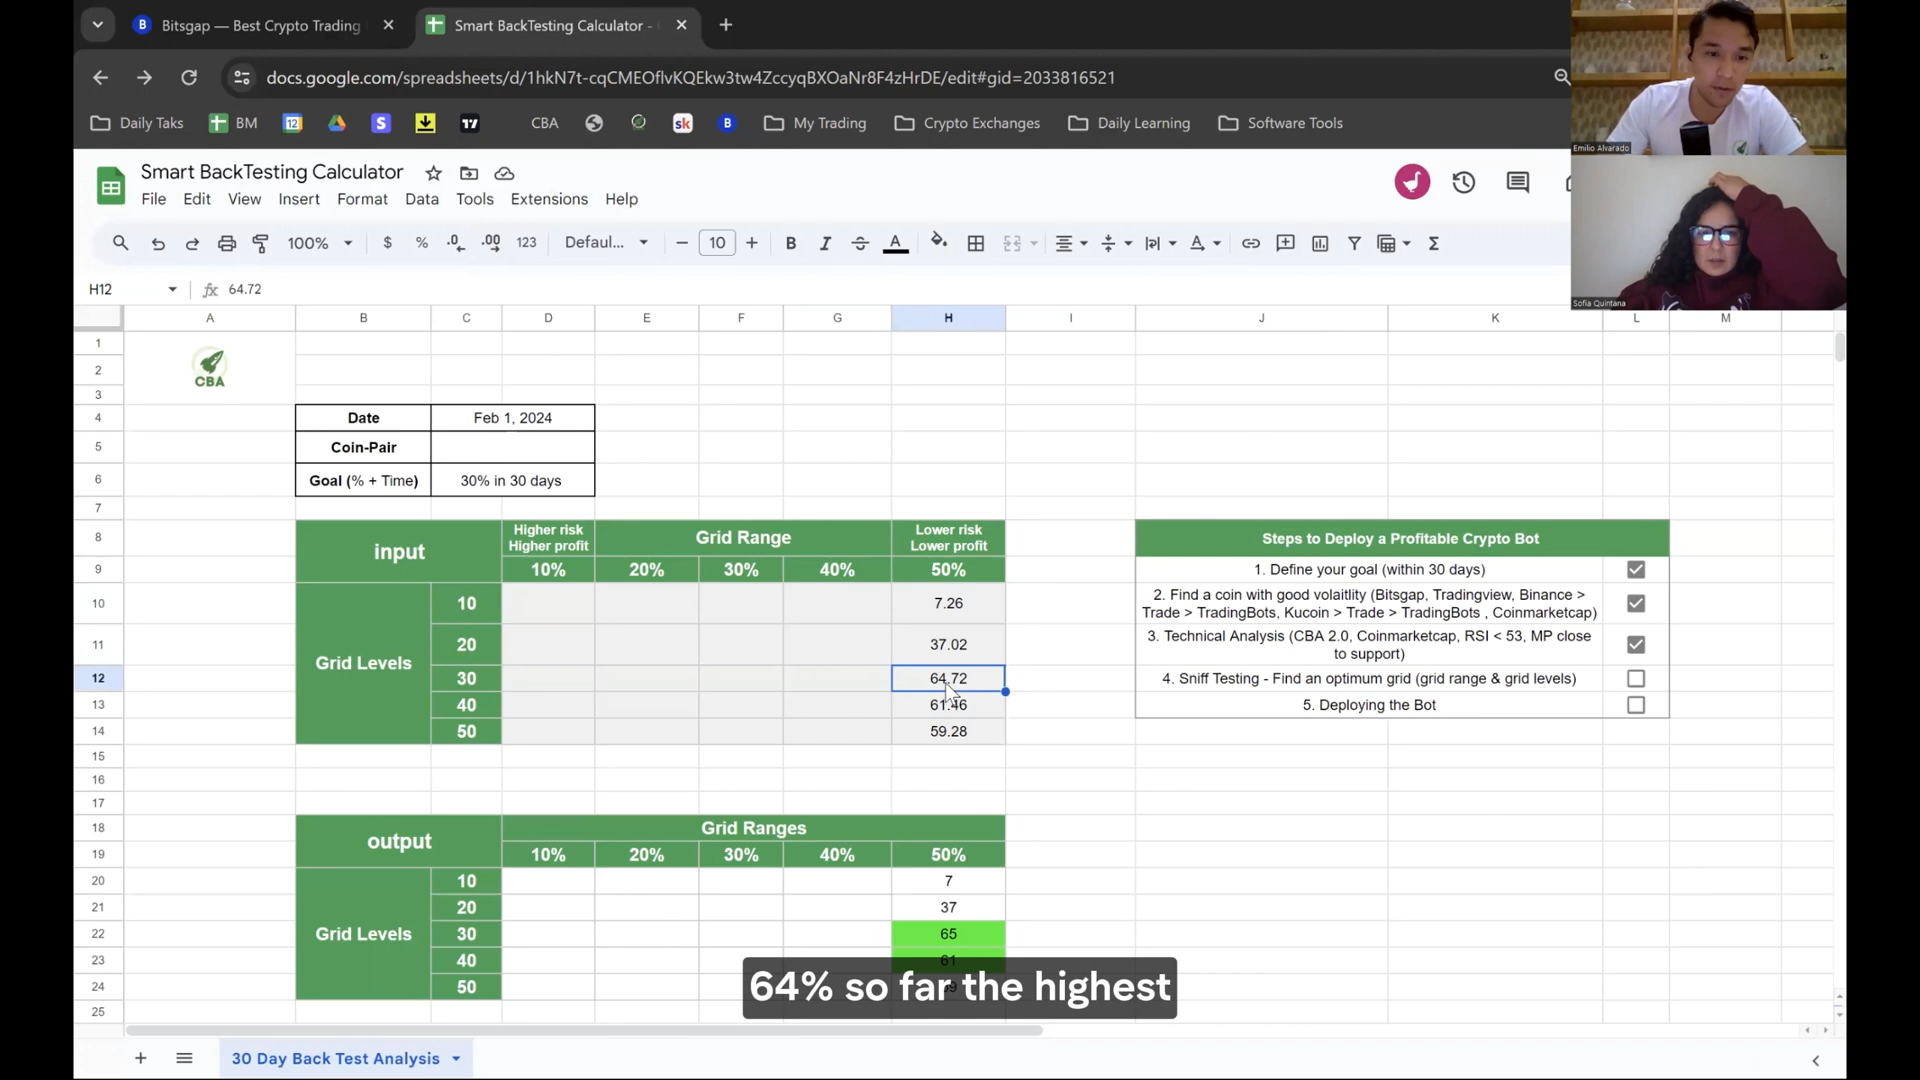 Bitsgap — Best Crypto Trading
Smart BackTesting Calculator -
docs.google.com/spreadsheets/d/1hkN7t-cqCMEOflvKQEkw3tw4ZccyqBXOaNr8F4zHrDE/edit#gid=2033816521
Daily Taks
BM
CBA
sk
B
My Trading
Crypto Exchanges
Daily Learning
Software Tools
Emilio Alvarado
Sofia Quintana
Smart BackTesting Calculator
File Edit View Insert Format Data Tools Extensions Help
100% $ % .0 .00 123 Defaul... 10 B I A
H12 fx 64.72
A B C D E F G H I J K L M
1
2
3
CBA
4 Date Feb 1, 2024
5 Coin-Pair
6 Goal (% + Time) 30% in 30 days
7
8 input Higher risk Higher profit Grid Range Lower risk Lower profit
9 10% 20% 30% 40% 50%
10 Grid Levels 10 7.26
11 20 37.02
12 30 64.72
13 40 61.46
14 50 59.28
Steps to Deploy a Profitable Crypto Bot
1. Define your goal (within 30 days)
2. Find a coin with good volaitlity (Bitsgap, Tradingview, Binance >
Trade > TradingBots, Kucoin > Trade > TradingBots , Coinmarketcap)
3. Technical Analysis (CBA 2.0, Coinmarketcap, RSI < 53, MP close
to support)
4. Sniff Testing - Find an optimum grid (grid range & grid levels)
5. Deploying the Bot
15
16
17
18 output Grid Ranges
19 10% 20% 30% 40% 50%
20 Grid Levels 10 7
21 20 37
22 30 65
23 40 61
24 50
25
64% so far the highest
30 Day Back Test Analysis